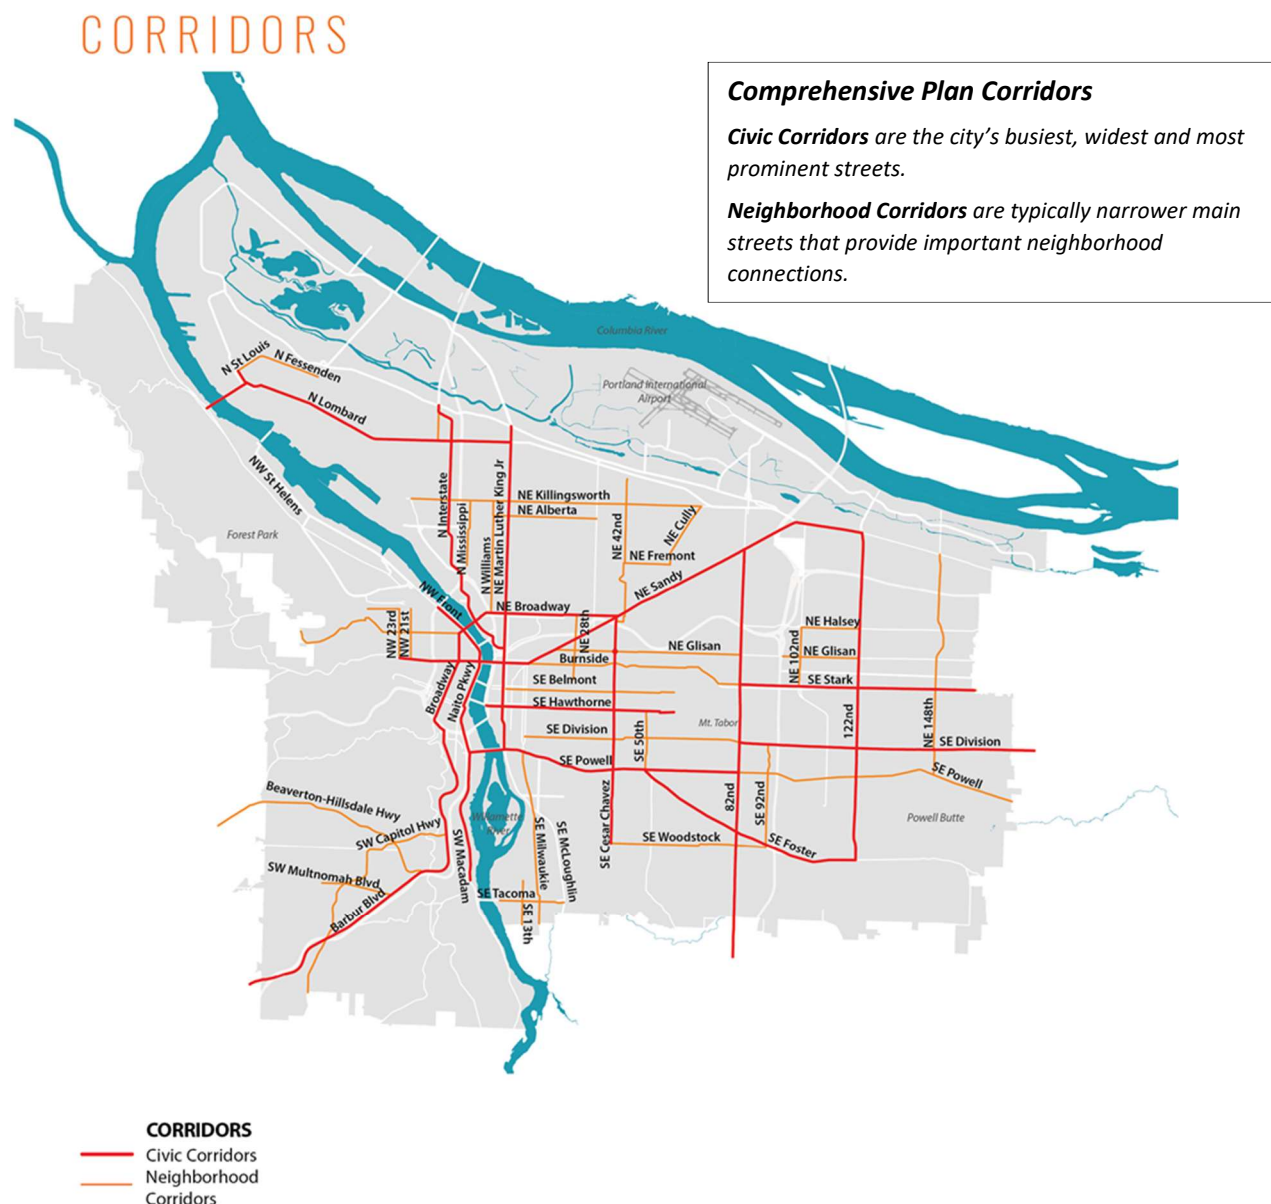 CORRIDORS
Comprehensive Plan Corridors
Civic Corridors are the city's busiest, widest and most
prominent streets.
Neighborhood Corridors are typically narrower main
streets that provide important neighborhood
connections.
Columbia River
Portland International
Airport
N St Louis
N Fessenden
N Lombard
NW St Helens
Forest Park
N Interstate
N Mississippi
N Williams
NE Martin Luther King Jr
NE Killingsworth
NE Alberta
NE 42nd
NE Cully
NE Fremont
NE Sandy
NW Front
NE Broadway
NW 23rd
NW 21st
NE 28th
NE Halsey
NE Glisan
NE Glisan
NE 102nd
Burnside
SE Belmont
SE Stark
Broadway
Naito Pkwy
SE Hawthorne
Mt. Tabor
122nd
NE 148th
SE Division
SE 50th
SE Division
SE Powell
SE Powell
82nd
SE 92nd
SE Cesar Chavez
Beaverton-Hillsdale Hwy
Willamette
River
Powell Butte
SW Capitol Hwy
SW Macadam
SE Milwaukie
SE McLoughlin
SE Woodstock
SE Foster
SW Multnomah Blvd
Barbur Blvd
SE Tacoma
SE 13th
CORRIDORS
Civic Corridors
Neighborhood
Corridors